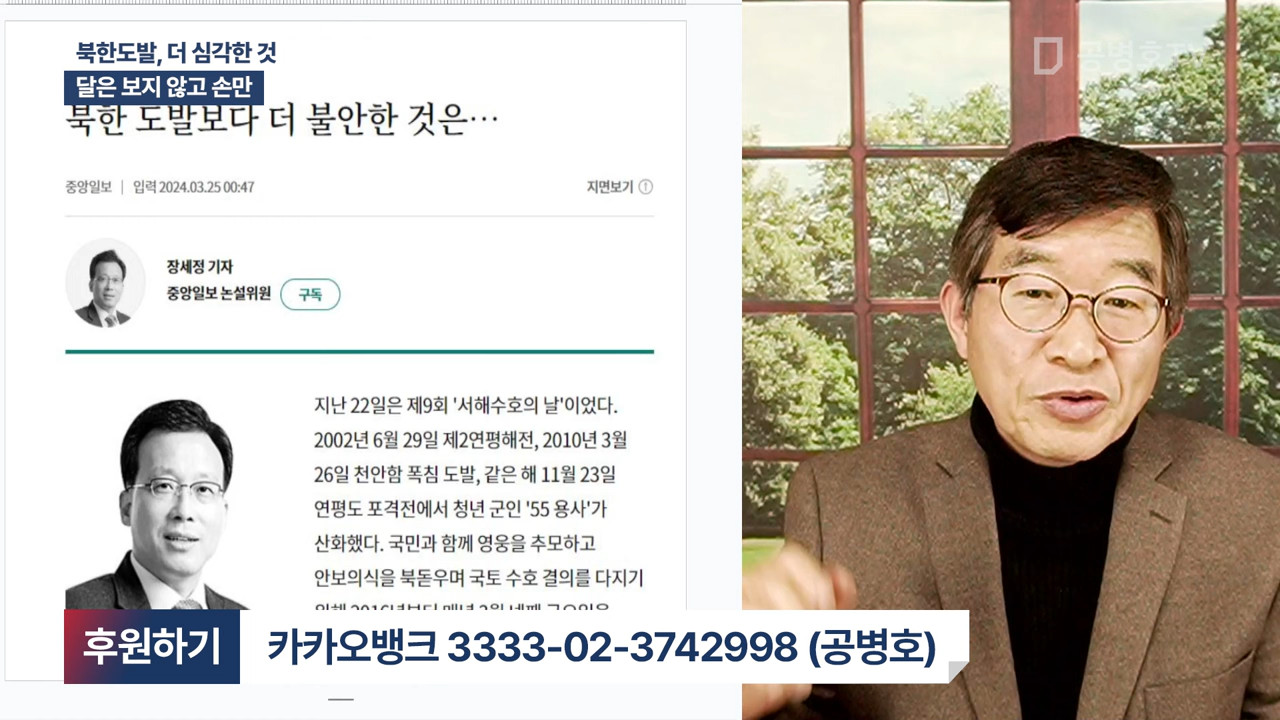 북한도발, 더 심각한 것
달은 보지 않고 손만
북한 도발보다 더 불안한 것은…
중앙일보 | 입력 2024.03.25 00:47
지면보기
장세정 기자
중앙일보 논설위원
구독
지난 22일은 제9회 '서해수호의 날'이었다.
2002년 6월 29일 제2연평해전, 2010년 3월
26일 천안함 폭침 도발, 같은 해 11월 23일
연평도 포격전에서 청년 군인 '55 용사'가
산화했다. 국민과 함께 영웅을 추모하고
안보의식을 북돋우며 국토 수호 결의를 다지기
공병호TV
후원하기
카카오뱅크 3333-02-3742998 (공병호)